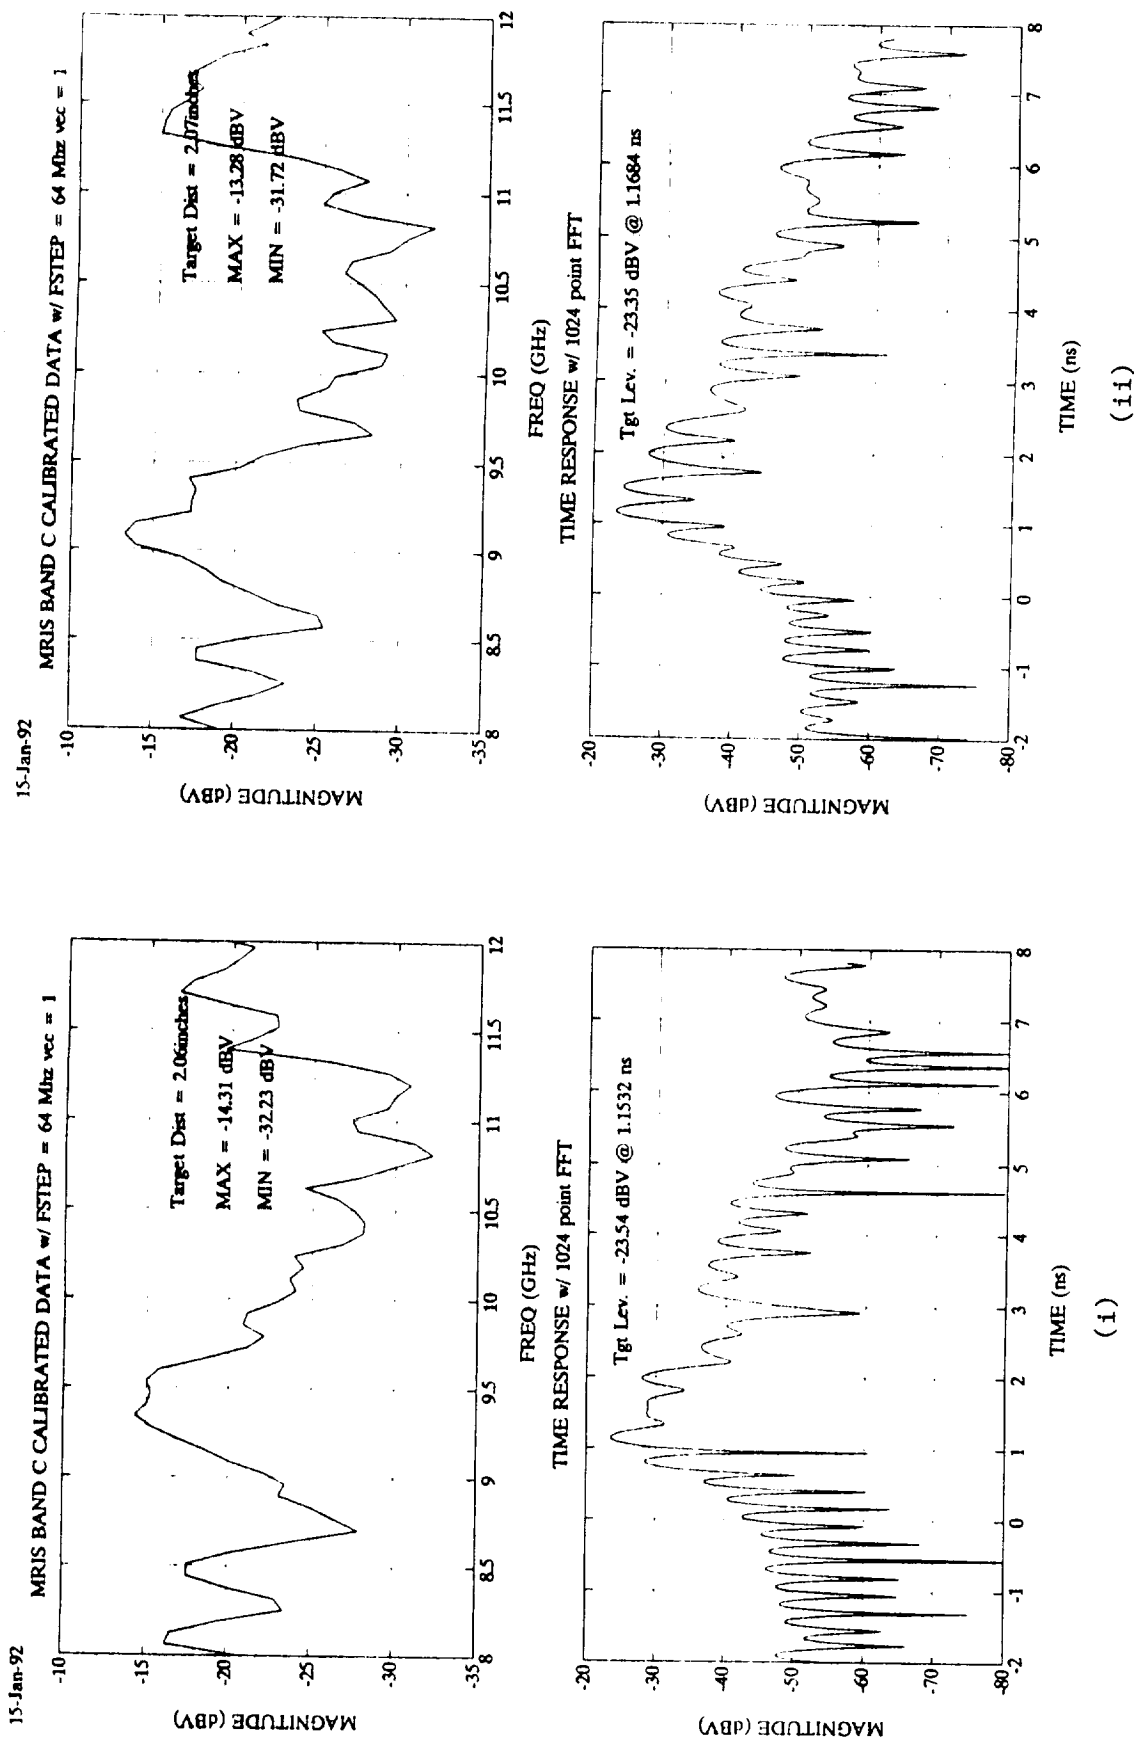 15-Jan-92
MRIS BAND C CALIBRATED DATA w/ FSTEP = 64 Mhz vec = 1
-10
-15
-20
-25
-30
-35
MAGNITUDE (dBV)
Target Dist = 2.06inches
MAX = -14.31 dBV
MIN = -32.23 dBV
8
8.5
9
9.5
10
10.5
11
11.5
12
FREQ (GHz)
TIME RESPONSE w/ 1024 point FFT
-20
-30
-40
-50
-60
-70
-80
MAGNITUDE (dBV)
Tgt Lev. = -23.54 dBV @ 1.1532 ns
-2
-1
0
1
2
3
4
5
6
7
8
TIME (ns)
(i)
15-Jan-92
MRIS BAND C CALIBRATED DATA w/ FSTEP = 64 Mhz vec = 1
-10
-15
-20
-25
-30
-35
MAGNITUDE (dBV)
Target Dist = 2.07inches
MAX = -13.28 dBV
MIN = -31.72 dBV
8
8.5
9
9.5
10
10.5
11
11.5
12
FREQ (GHz)
TIME RESPONSE w/ 1024 point FFT
-20
-30
-40
-50
-60
-70
-80
MAGNITUDE (dBV)
Tgt Lev. = -23.35 dBV @ 1.1684 ns
-2
-1
0
1
2
3
4
5
6
7
8
TIME (ns)
(ii)